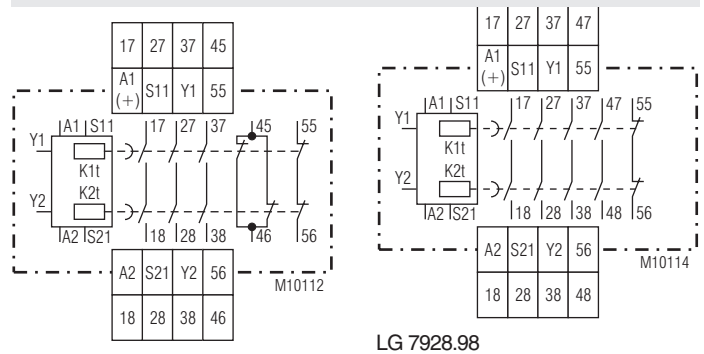 17 27 37 45
A1 (+) S11 Y1 55
Y1 A1 S11 17 27 37 45 55
K1t
K2t
Y2
A2 S21 18 28 38 46 56
A2 S21 Y2 56
M10112
18 28 38 46
17 27 37 47
A1 (+) S11 Y1 55
Y1 A1 S11 17 27 37 47 55
K1t
K2t
Y2
A2 S21 18 28 38 48 56
A2 S21 Y2 56
M10114
18 28 38 48
LG 7928.98